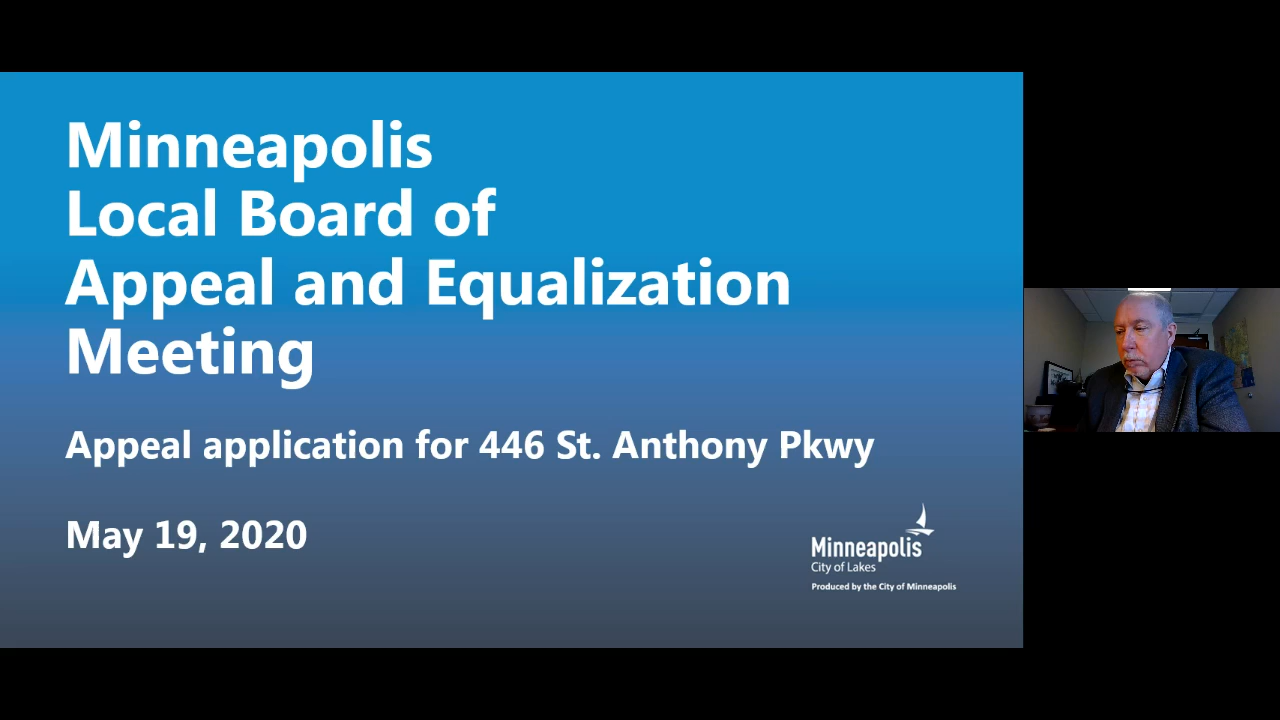 Minneapolis
Local Board of
Appeal and Equalization
Meeting
Appeal application for 446 St. Anthony Pkwy
May 19, 2020
Minneapolis
City of Lakes
Produced by the City of Minneapolis